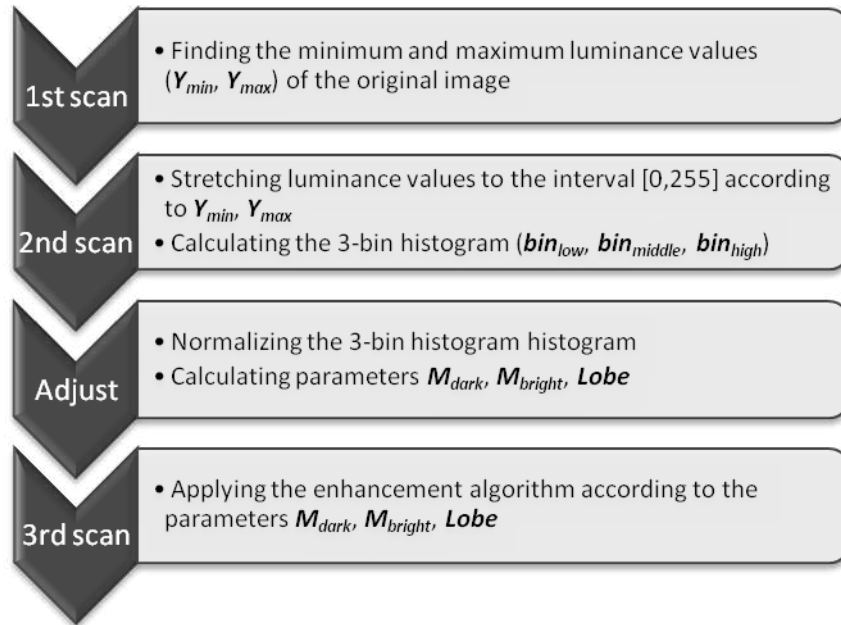 1st scan
• Finding the minimum and maximum luminance values
(Ymin, Ymax) of the original image
2nd scan
• Stretching luminance values to the interval [0,255] according
to Ymin, Ymax
• Calculating the 3-bin histogram (binlow, binmiddle, binhigh)
Adjust
• Normalizing the 3-bin histogram histogram
• Calculating parameters Mdark, Mbright, Lobe
3rd scan
• Applying the enhancement algorithm according to the
parameters Mdark, Mbright, Lobe